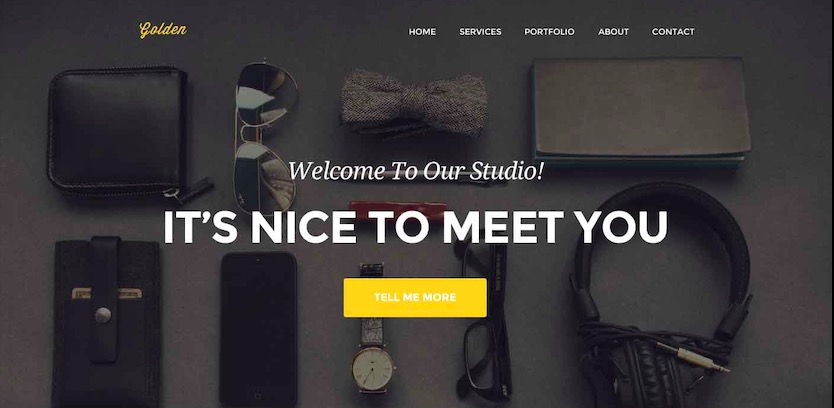 Golden
HOME SERVICES PORTFOLIO ABOUT CONTACT
Welcome To Our Studio!
IT’S NICE TO MEET YOU
TELL ME MORE